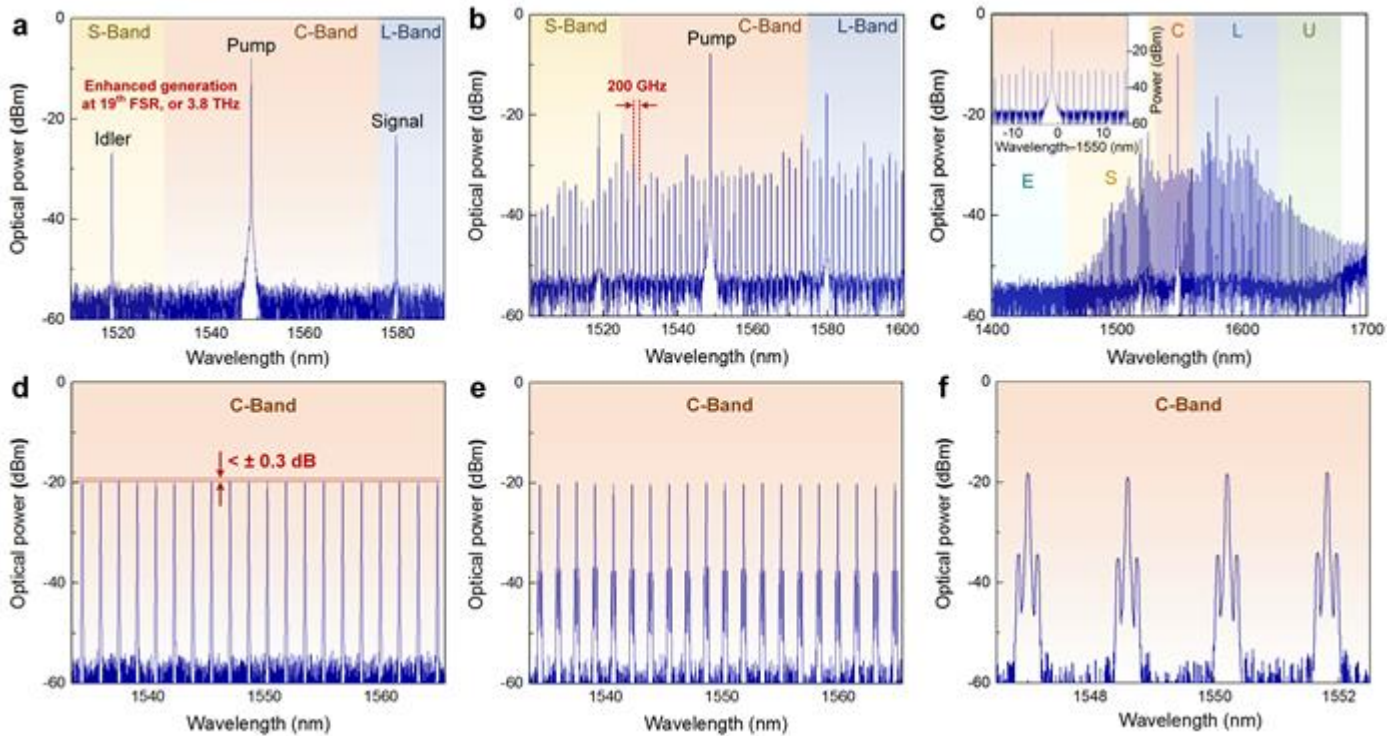 a
S-Band
C-Band
L-Band
Pump
Enhanced generation
at 19th FSR, or 3.8 THz
Idler
Signal
Optical power (dBm)
0
-20
-40
-60
1520
1540
1560
1580
Wavelength (nm)
b
S-Band
C-Band
L-Band
Pump
200 GHz
Optical power (dBm)
0
-20
-40
-60
1520
1540
1560
1580
1600
Wavelength (nm)
c
C
L
U
E
S
Power (dBm)
-20
-40
-60
-10
0
10
Wavelength–1550 (nm)
Optical power (dBm)
0
-20
-40
-60
1400
1500
1600
1700
Wavelength (nm)
d
C-Band
< ± 0.3 dB
Optical power (dBm)
0
-20
-40
-60
1540
1550
1560
Wavelength (nm)
e
C-Band
Optical power (dBm)
0
-20
-40
-60
1540
1550
1560
Wavelength (nm)
f
C-Band
Optical power (dBm)
0
-20
-40
-60
1548
1550
1552
Wavelength (nm)